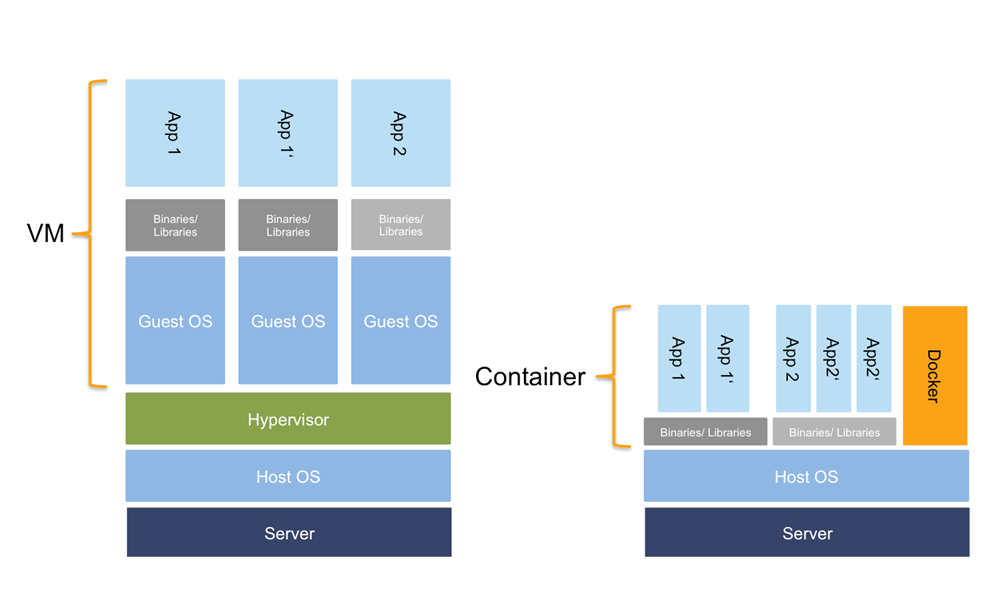 VM
App 1
App 1‘
App 2
Binaries/
Libraries
Binaries/
Libraries
Binaries/
Libraries
Guest OS
Guest OS
Guest OS
Hypervisor
Host OS
Server
Container
App 1
App 1‘
App 2
App2‘
App2‘
Docker
Binaries/ Libraries
Binaries/ Libraries
Host OS
Server